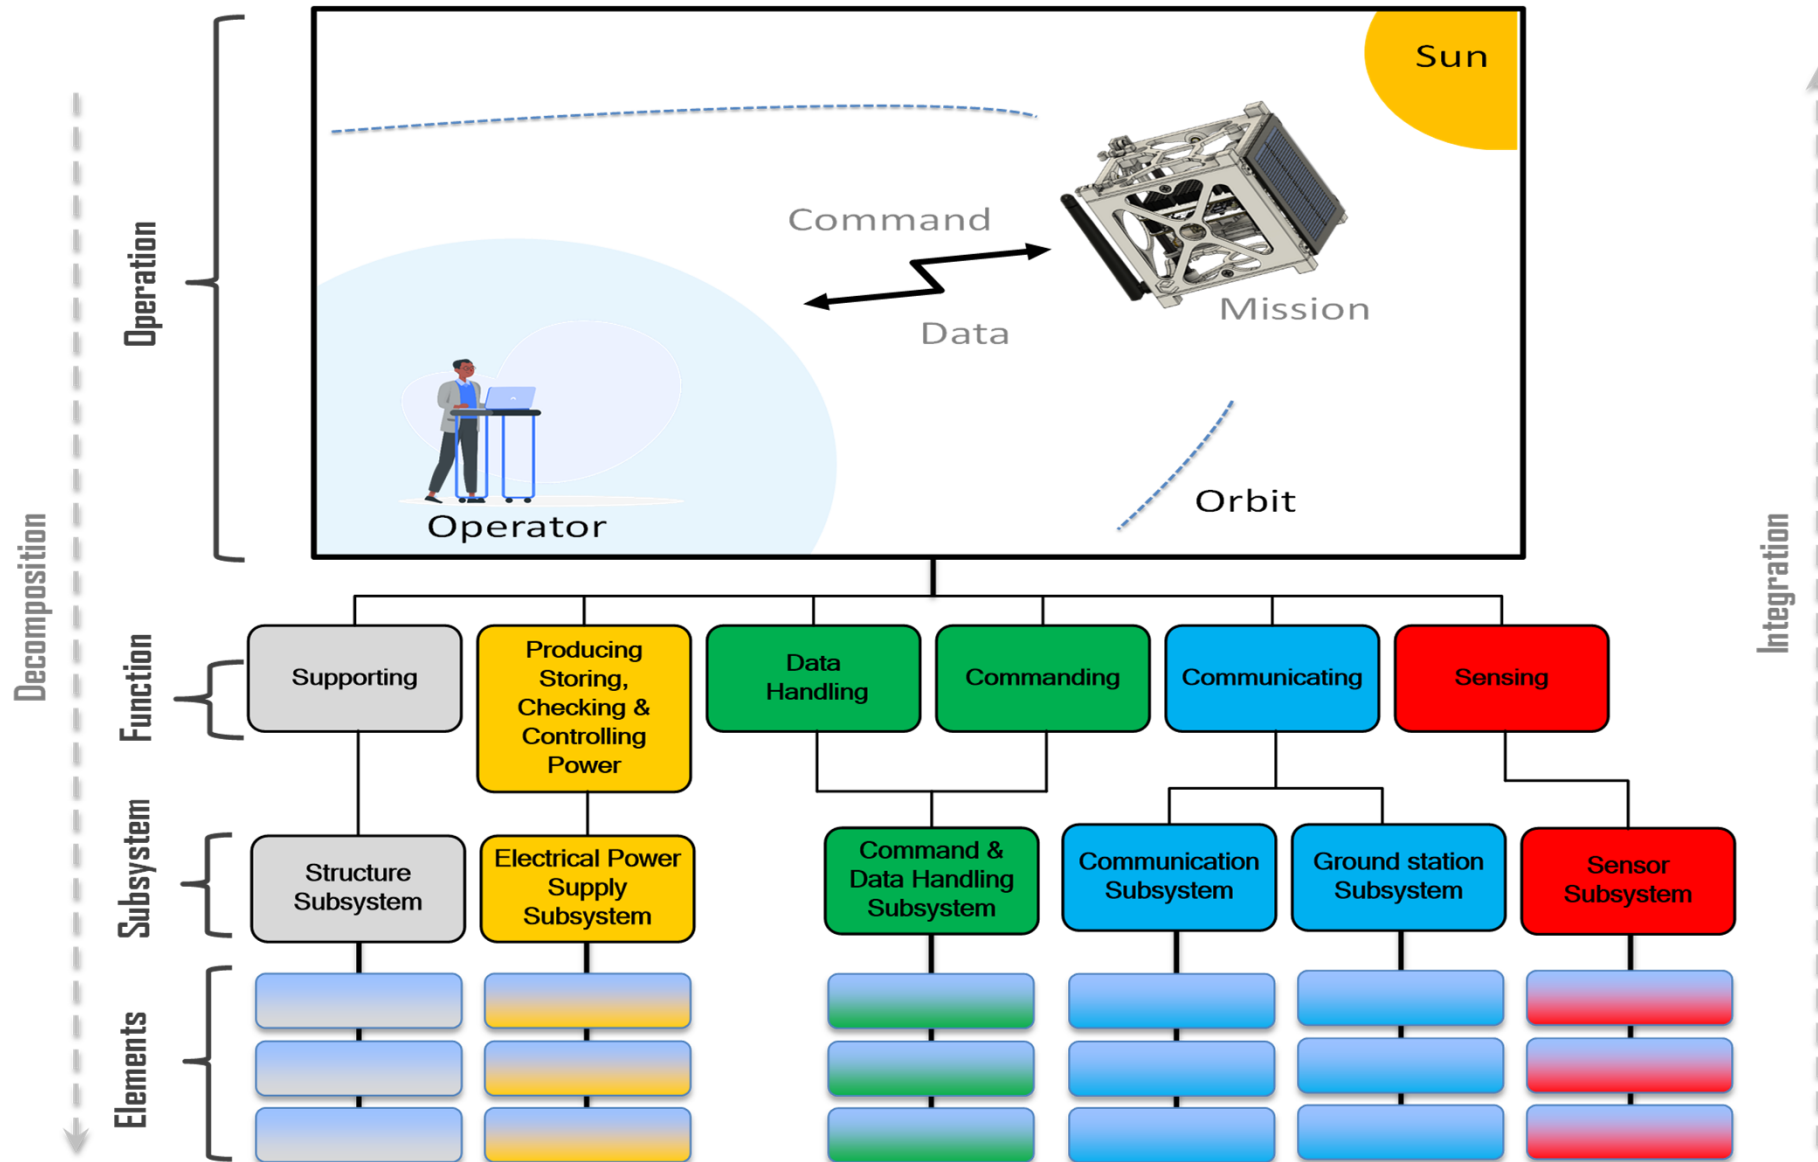 Sun
Command
Data
Mission
Orbit
Operator
Operation
Decomposition
Integration
Function
Supporting
Producing
Storing,
Checking &
Controlling
Power
Data
Handling
Commanding
Communicating
Sensing
Subsystem
Structure
Subsystem
Electrical Power
Supply
Subsystem
Command &
Data Handling
Subsystem
Communication
Subsystem
Ground station
Subsystem
Sensor
Subsystem
Elements